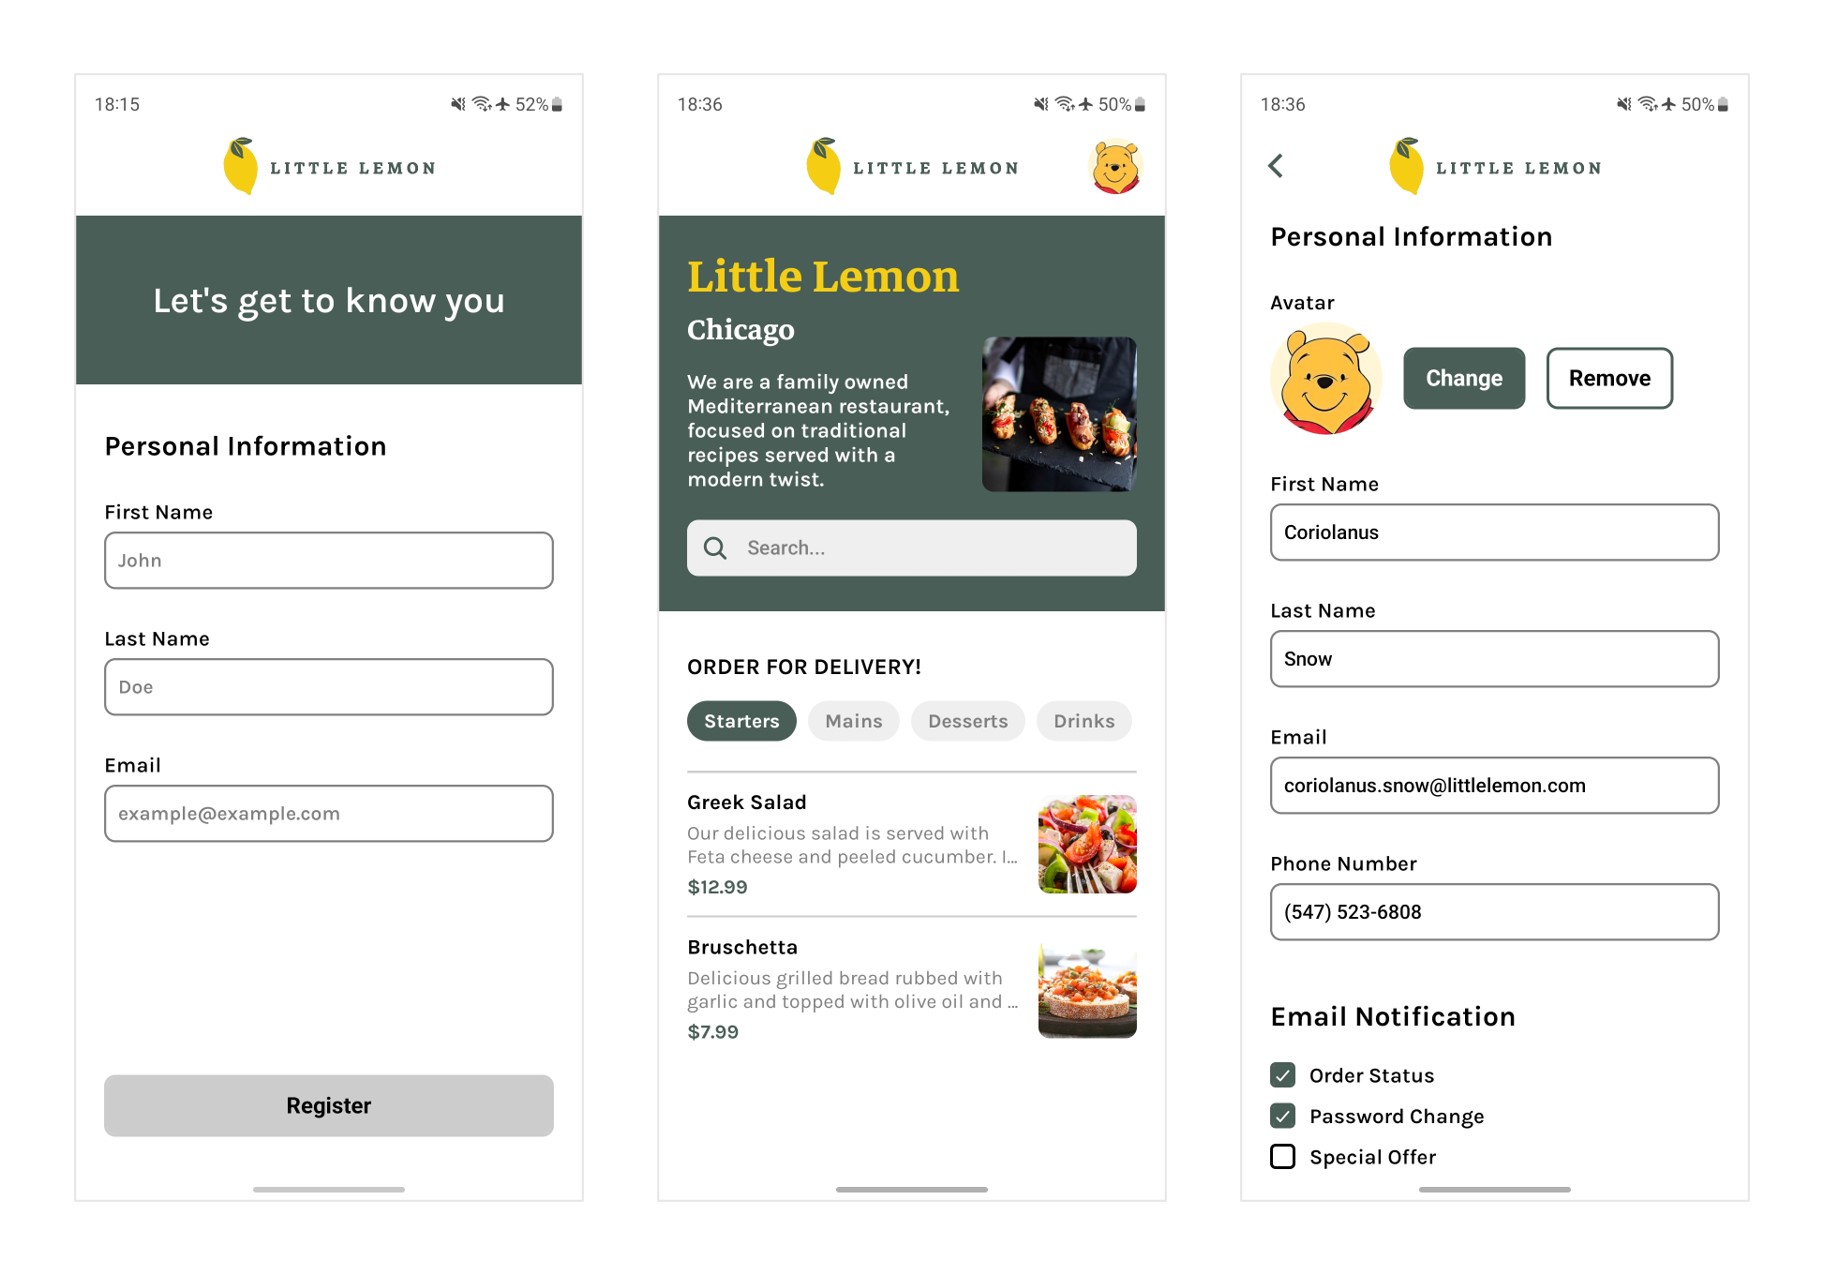 18:15
52%
LITTLE LEMON
Let's get to know you
Personal Information
First Name
John
Last Name
Doe
Email
example@example.com
Register
18:36
50%
LITTLE LEMON
Little Lemon
Chicago
We are a family owned
Mediterranean restaurant,
focused on traditional
recipes served with a
modern twist.
Search...
ORDER FOR DELIVERY!
Starters
Mains
Desserts
Drinks
Greek Salad
Our delicious salad is served with
Feta cheese and peeled cucumber. I...
$12.99
Bruschetta
Delicious grilled bread rubbed with
garlic and topped with olive oil and ...
$7.99
18:36
50%
LITTLE LEMON
Personal Information
Avatar
Change
Remove
First Name
Coriolanus
Last Name
Snow
Email
coriolanus.snow@littlelemon.com
Phone Number
(547) 523-6808
Email Notification
Order Status
Password Change
Special Offer